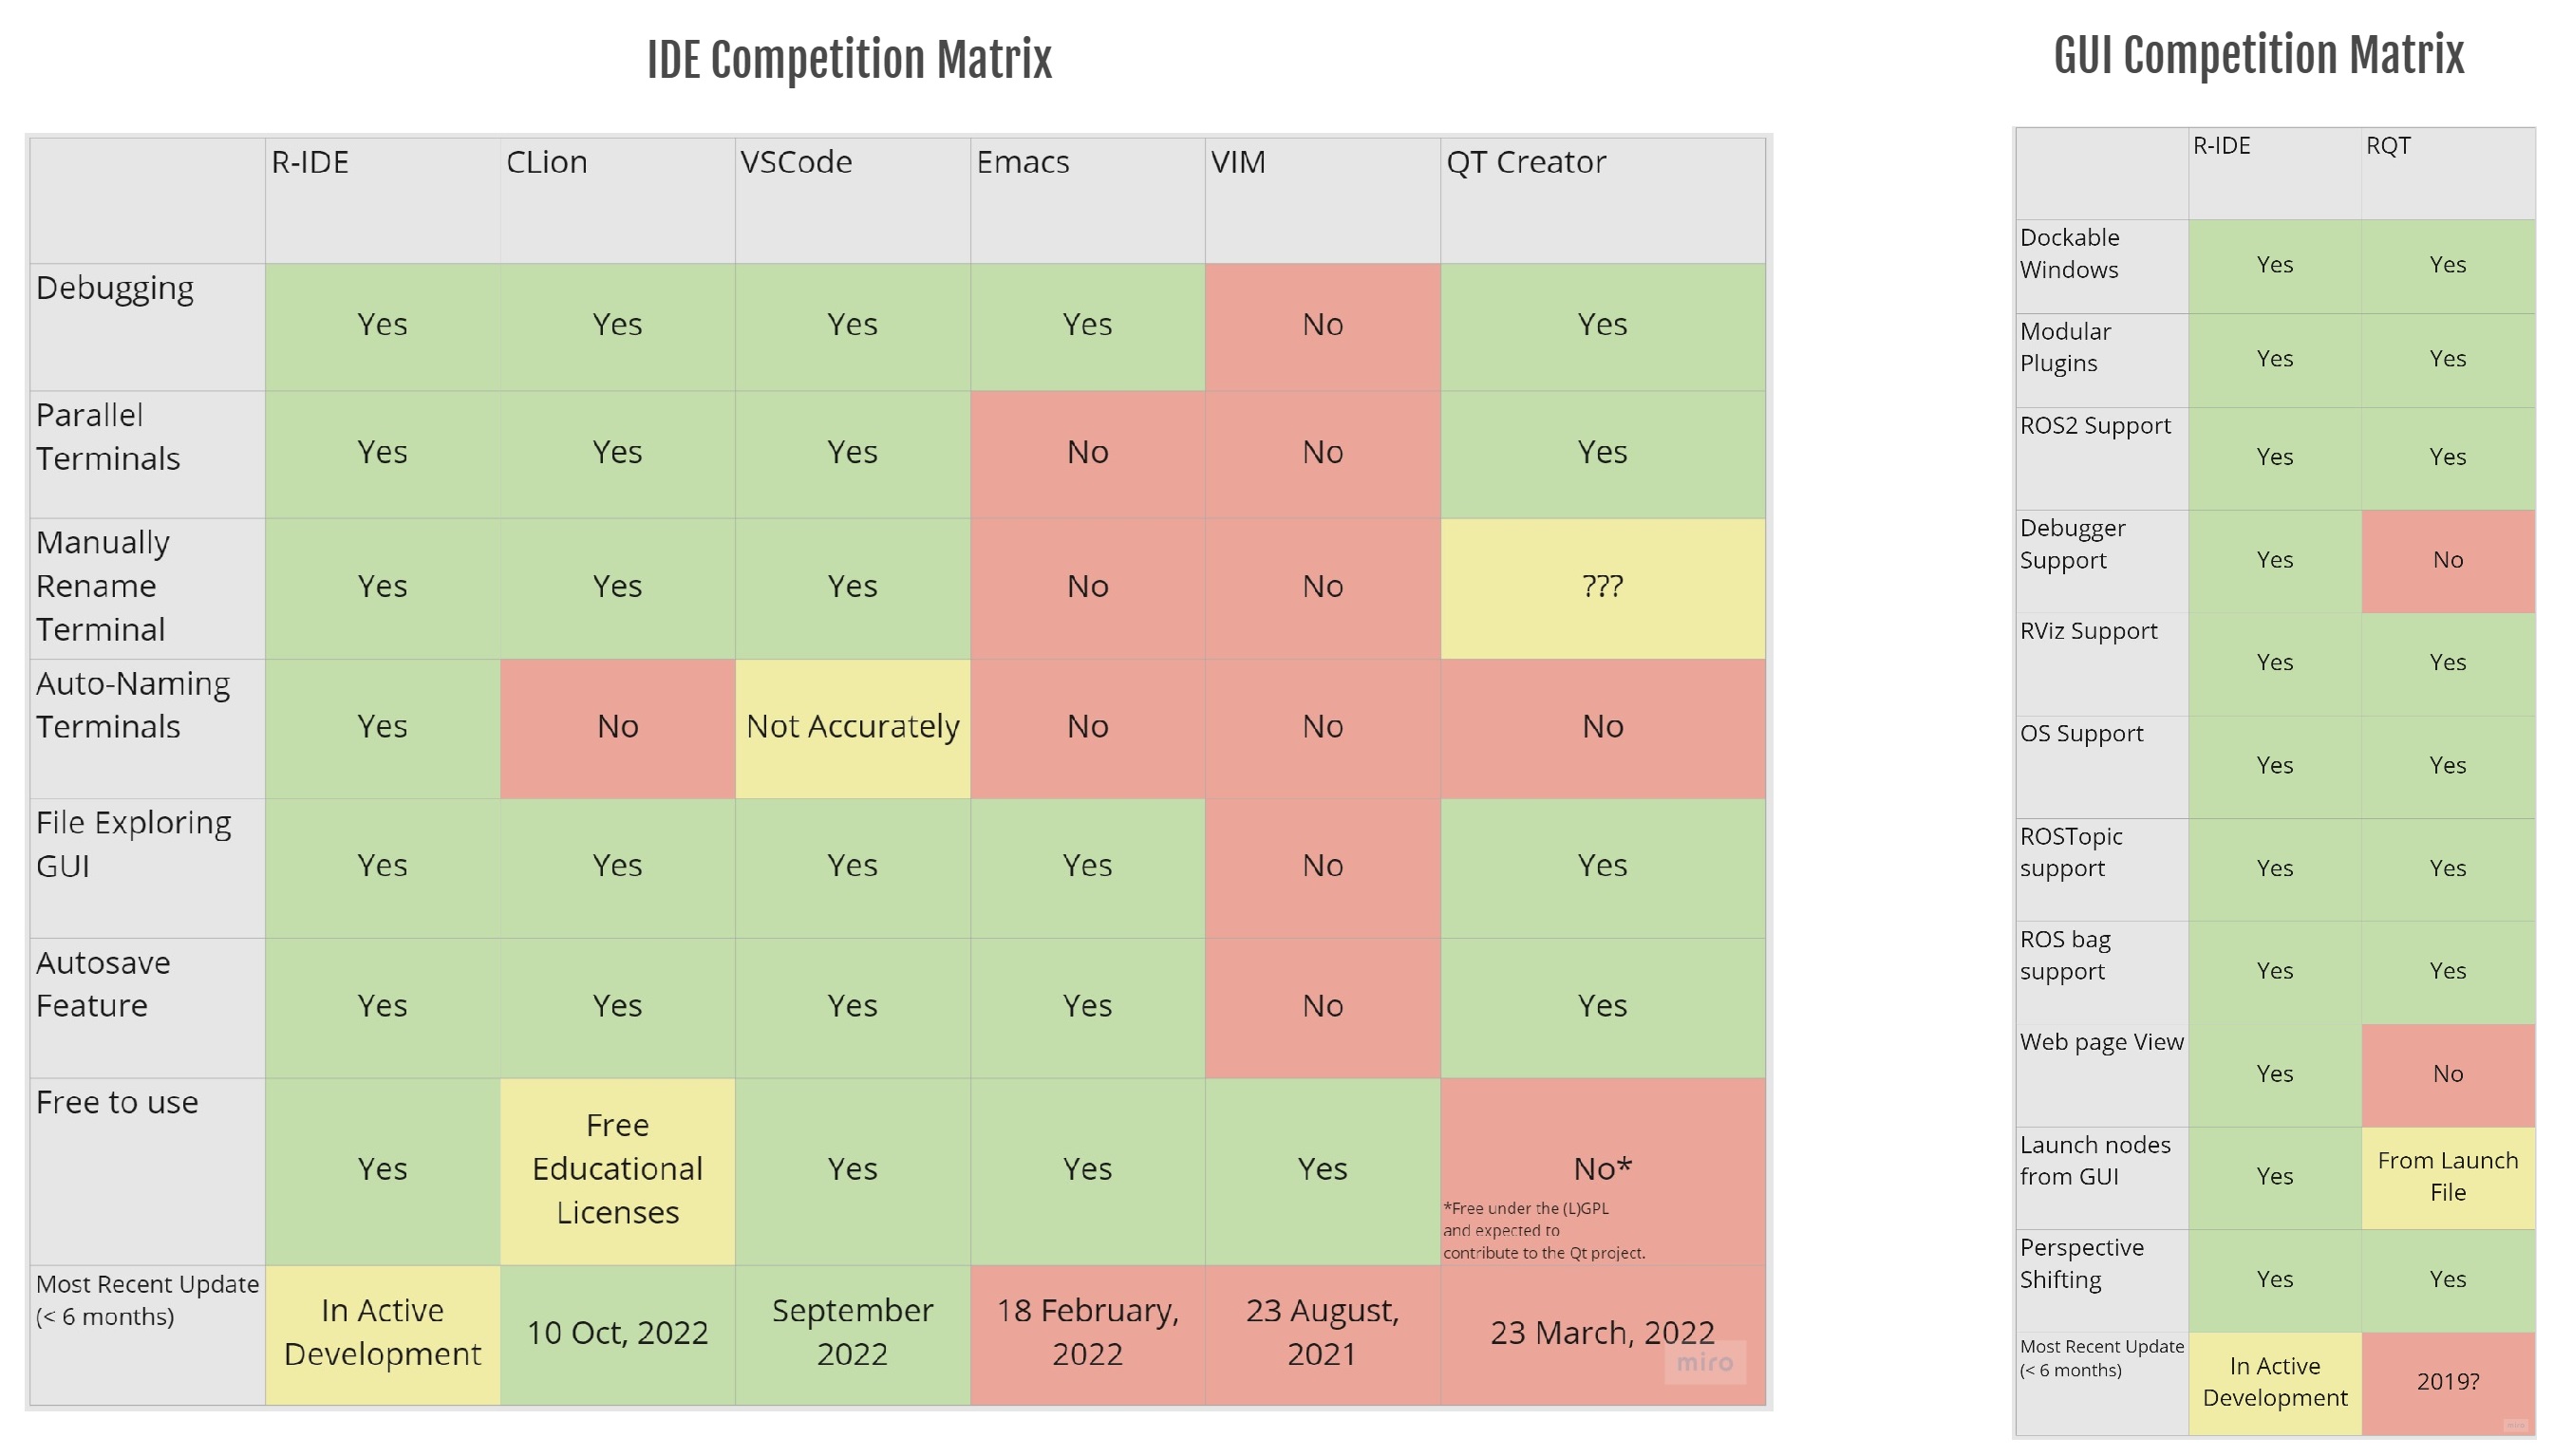 IDE Competition Matrix
R-IDE
CLion
VSCode
Emacs
VIM
QT Creator
Debugging
Yes
Yes
Yes
Yes
No
Yes
Parallel
Terminals
Yes
Yes
Yes
No
No
Yes
Manually
Rename
Terminal
Yes
Yes
Yes
No
No
???
Auto-Naming
Terminals
Yes
No
Not Accurately
No
No
No
File Exploring
GUI
Yes
Yes
Yes
Yes
No
Yes
Autosave
Feature
Yes
Yes
Yes
Yes
No
Yes
Free to use
Yes
Free
Educational
Licenses
Yes
Yes
Yes
No*
*Free under the (L)GPL
and expected to
contribute to the Qt project.
Most Recent Update
(< 6 months)
In Active
Development
10 Oct, 2022
September
2022
18 February,
2022
23 August,
2021
23 March, 2022
miro
GUI Competition Matrix
R-IDE
RQT
Dockable
Windows
Yes
Yes
Modular
Plugins
Yes
Yes
ROS2 Support
Yes
Yes
Debugger
Support
Yes
No
RViz Support
Yes
Yes
OS Support
Yes
Yes
ROSTopic
support
Yes
Yes
ROS bag
support
Yes
Yes
Web page View
Yes
No
Launch nodes
from GUI
Yes
From Launch
File
Perspective
Shifting
Yes
Yes
Most Recent Update
(< 6 months)
In Active
Development
2019?
miro